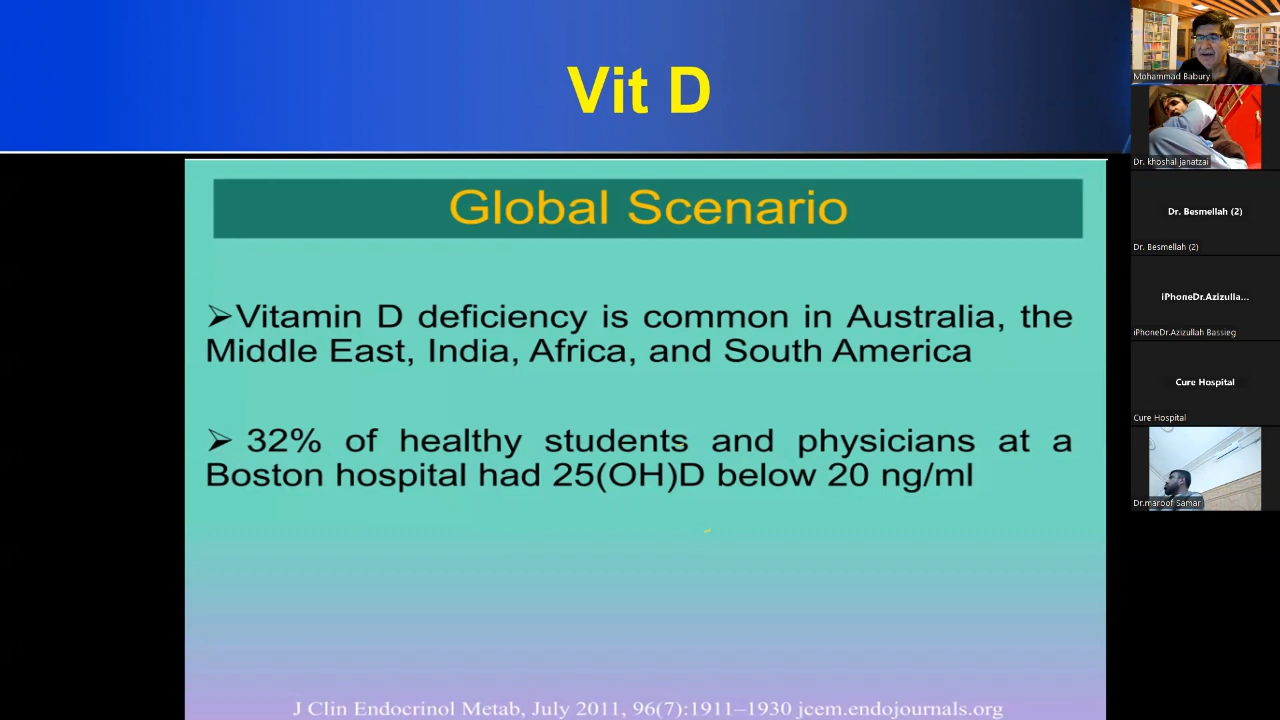 Vit D
Global Scenario
➢Vitamin D deficiency is common in Australia, the
Middle East, India, Africa, and South America
➢ 32% of healthy students and physicians at a
Boston hospital had 25(OH)D below 20 ng/ml
J Clin Endocrinol Metab, July 2011, 96(7):1911–1930 jcem.endojournals.org
Mohammad Babury
Dr. khoshal janatzai
Dr. Besmellah (2)
Dr. Besmellah (2)
iPhoneDr.Azizulla...
iPhoneDr.Azizullah Bassieg
Cure Hospital
Cure Hospital
Dr.maroof Samar